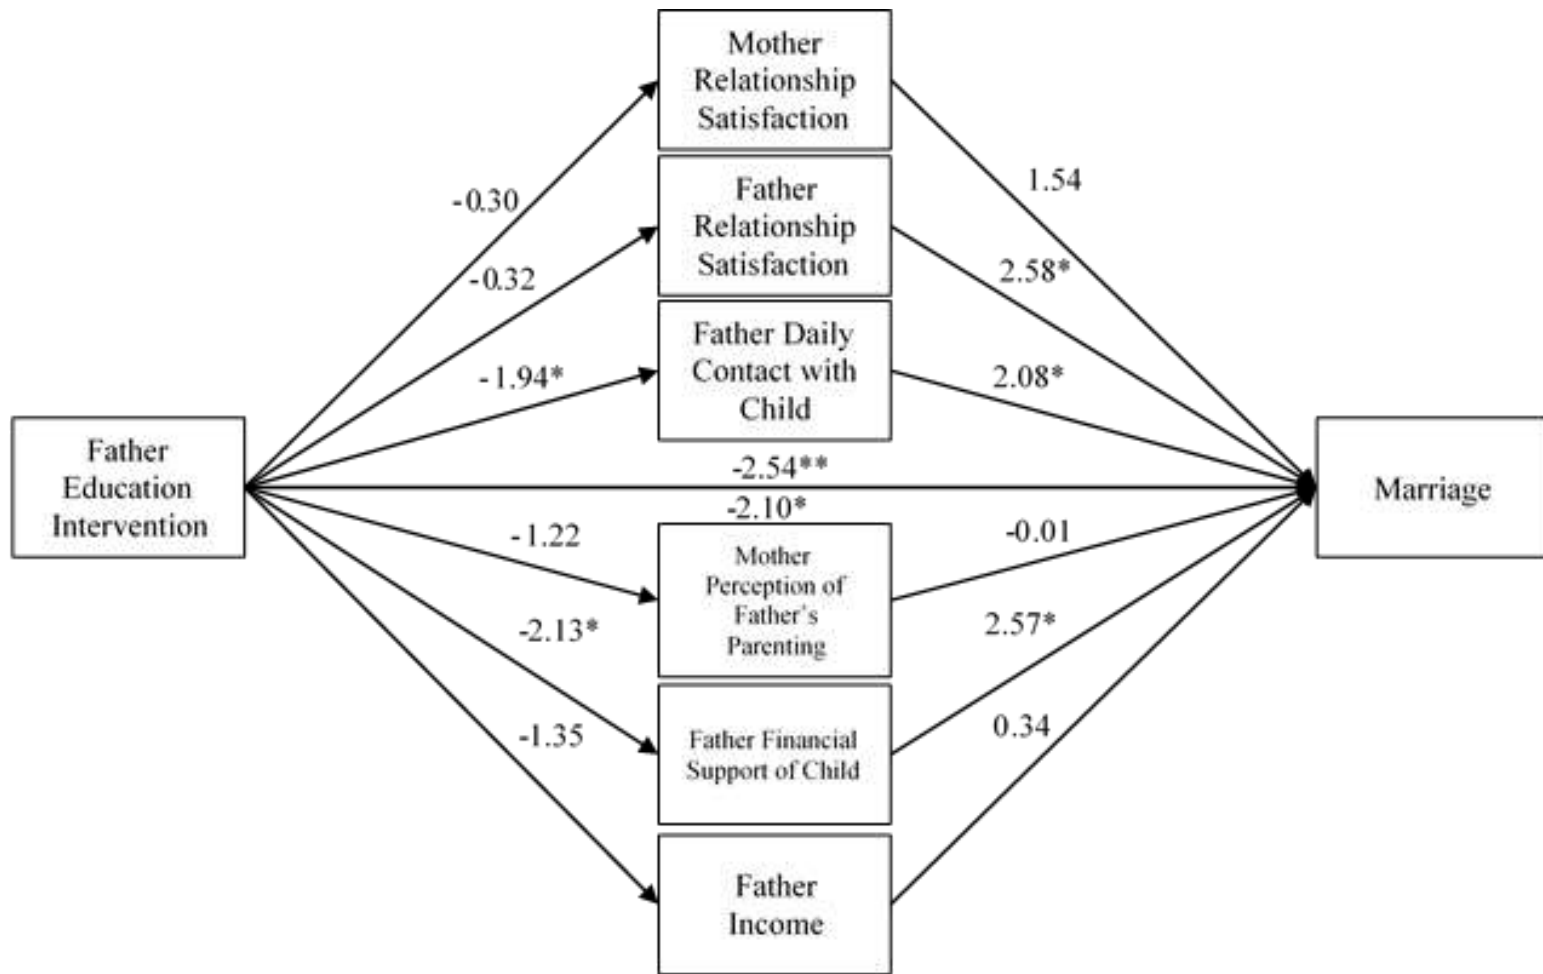 Mother
Relationship
Satisfaction
-0.30
1.54
Father
Relationship
Satisfaction
-0.32
2.58*
Father Daily
Contact with
Child
-1.94*
2.08*
Father
Education
Intervention
-2.54**
-2.10*
Marriage
-1.22
Mother
Perception of
Father's
Parenting
-0.01
-2.13*
Father Financial
Support of Child
2.57*
-1.35
Father
Income
0.34